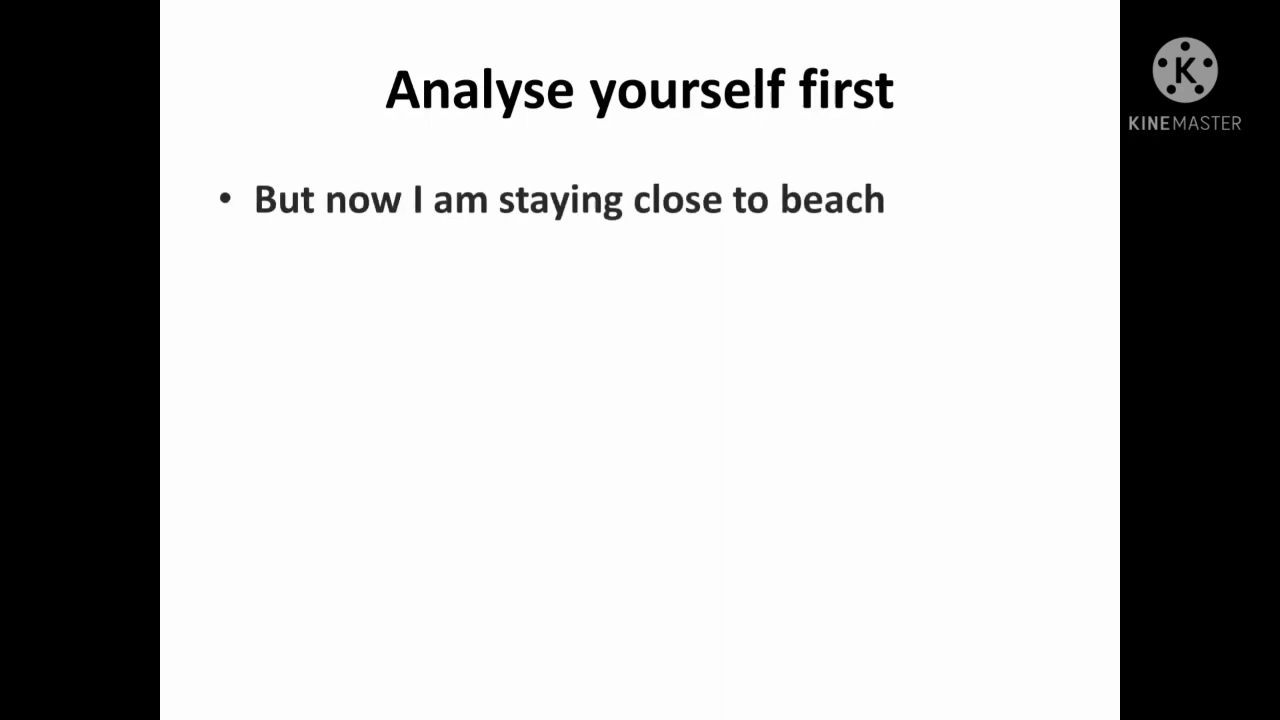 Analyse yourself first
KINEMASTER
• But now I am staying close to beach